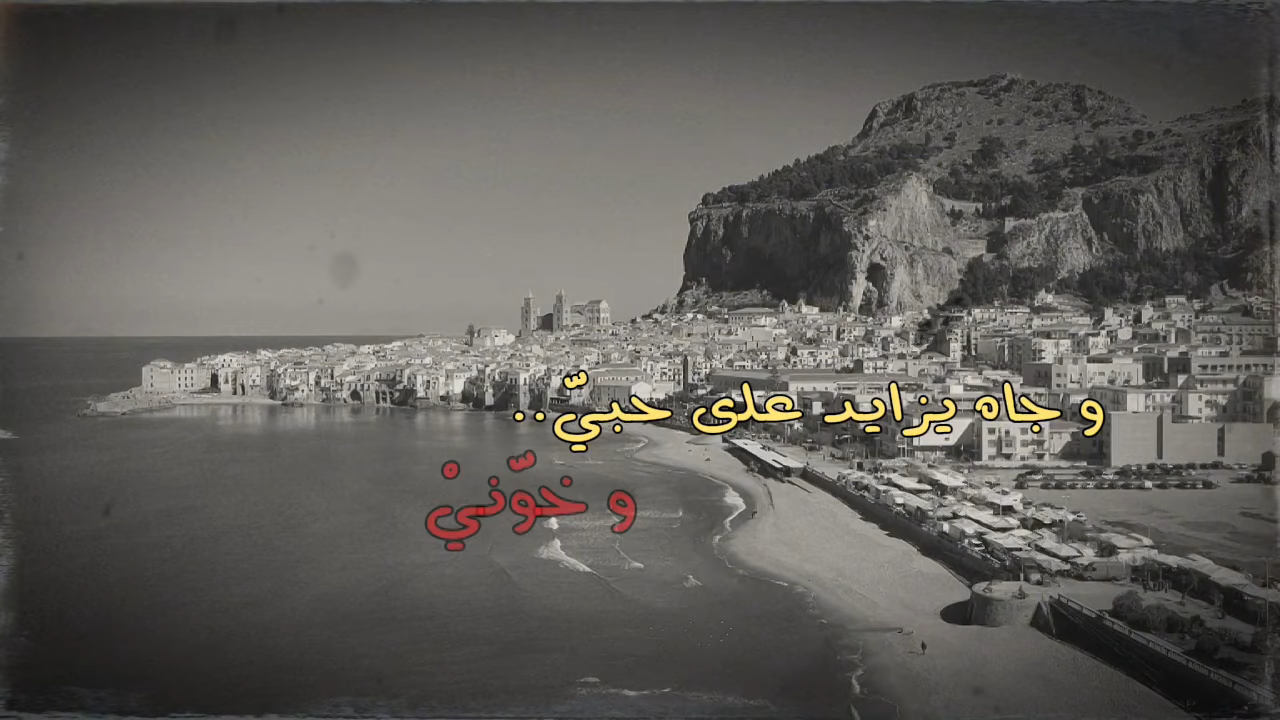 و جاه يزايد على حبيّ..
و خوّنيْ